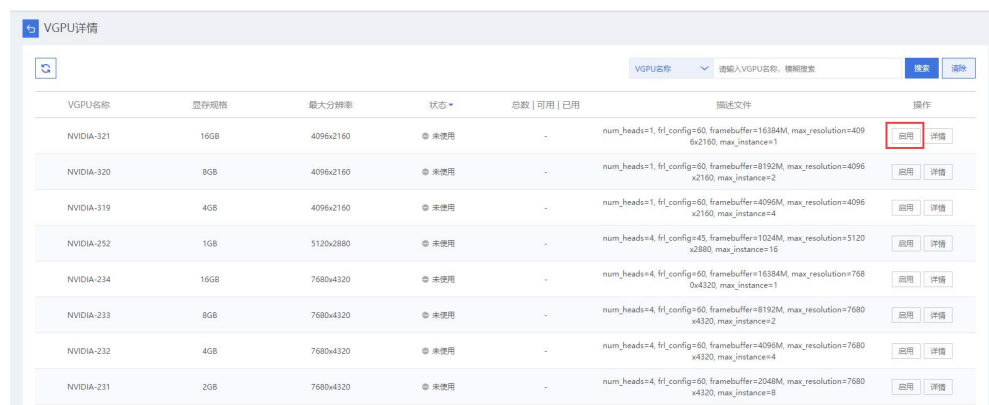 VGPU详情
VGPU名称 请输入VGPU名称、模糊搜索 搜索 清除
VGPU名称 显存规格 最大分辨率 状态 总数 | 可用 | 已用 描述文件 操作
NVIDIA-321 16GB 4096x2160 未使用 - num_heads=1, frl_config=60, framebuffer=16384M, max_resolution=409 启用 详情
6x2160, max_instance=1
NVIDIA-320 8GB 4096x2160 未使用 - num_heads=1, frl_config=60, framebuffer=8192M, max_resolution=4096 启用 详情
x2160, max_instance=2
NVIDIA-319 4GB 4096x2160 未使用 - num_heads=1, frl_config=60, framebuffer=4096M, max_resolution=4096 启用 详情
x2160, max_instance=4
NVIDIA-252 1GB 5120x2880 未使用 - num_heads=4, frl_config=45, framebuffer=1024M, max_resolution=5120 启用 详情
x2880, max_instance=16
NVIDIA-234 16GB 7680x4320 未使用 - num_heads=4, frl_config=60, framebuffer=16384M, max_resolution=768 启用 详情
0x4320, max_instance=1
NVIDIA-233 8GB 7680x4320 未使用 - num_heads=4, frl_config=60, framebuffer=8192M, max_resolution=7680 启用 详情
x4320, max_instance=2
NVIDIA-232 4GB 7680x4320 未使用 - num_heads=4, frl_config=60, framebuffer=4096M, max_resolution=7680 启用 详情
x4320, max_instance=4
NVIDIA-231 2GB 7680x4320 未使用 - num_heads=4, frl_config=60, framebuffer=2048M, max_resolution=7680 启用 详情
x4320, max_instance=8